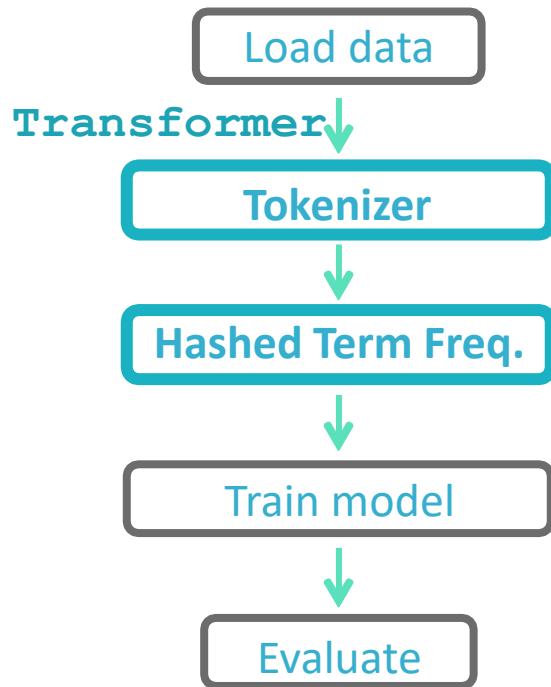 Load data
Transformer
Tokenizer
Hashed Term Freq.
Train model
Evaluate